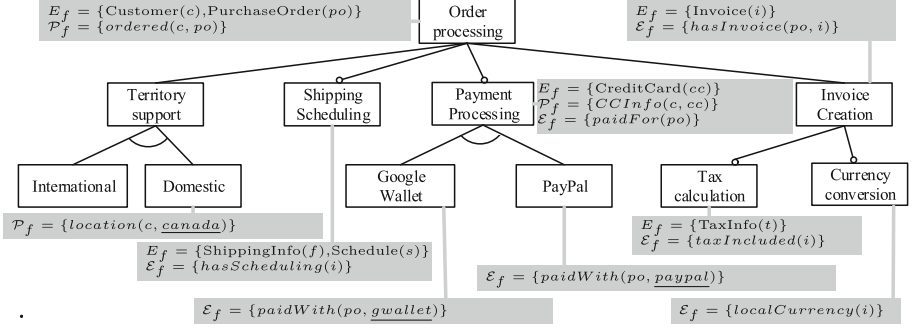 E_f = {Customer(c),PurchaseOrder(po)}
P_f = {ordered(c, po)}
Order
processing
E_f = {Invoice(i)}
ℰ_f = {hasInvoice(po, i)}
Territory
support
Shipping
Scheduling
Payment
Processing
E_f = {CreditCard(cc)}
P_f = {CCInfo(c, cc)}
ℰ_f = {paidFor(po)}
Invoice
Creation
International
Domestic
Google
Wallet
PayPal
Tax
calculation
Currency
conversion
P_f = {location(c, canada)}
E_f = {TaxInfo(t)}
ℰ_f = {taxIncluded(i)}
E_f = {ShippingInfo(f),Schedule(s)}
ℰ_f = {hasScheduling(i)}
ℰ_f = {paidWith(po, paypal)}
ℰ_f = {paidWith(po, gwallet)}
ℰ_f = {localCurrency(i)}
.